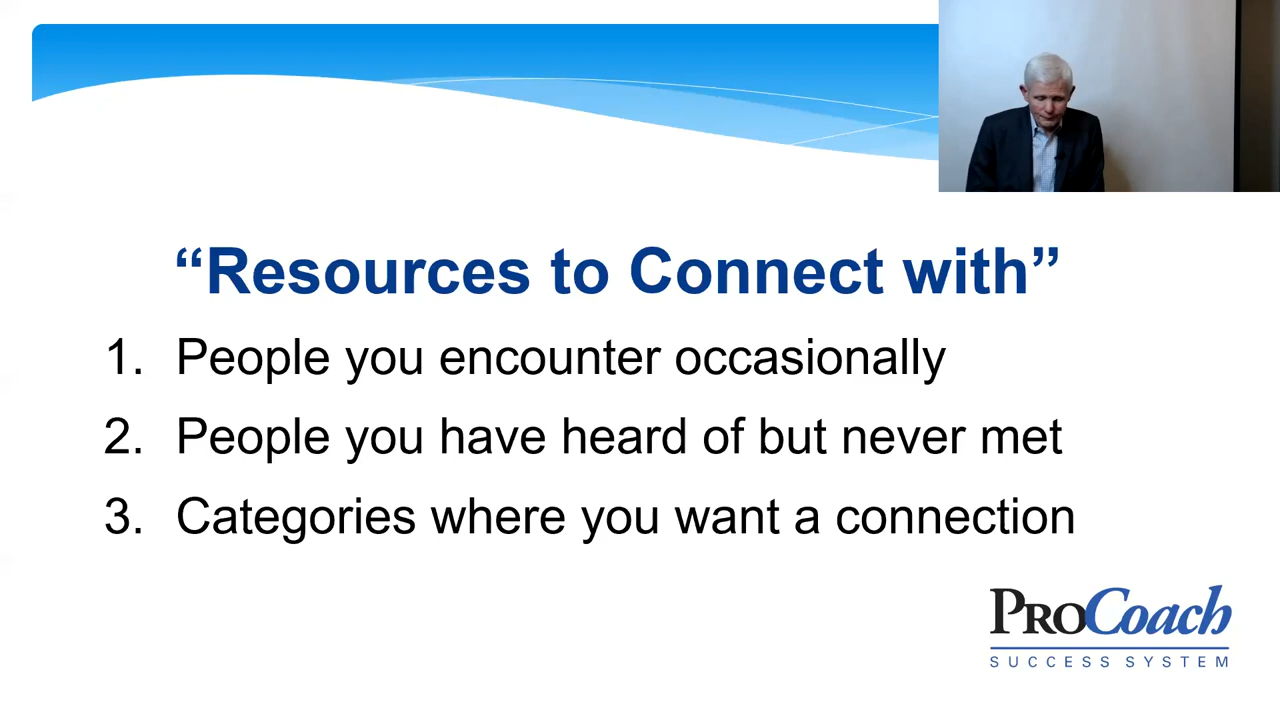 “Resources to Connect with”
1. People you encounter occasionally
2. People you have heard of but never met
3. Categories where you want a connection
PROCoach
SUCCESS SYSTEM